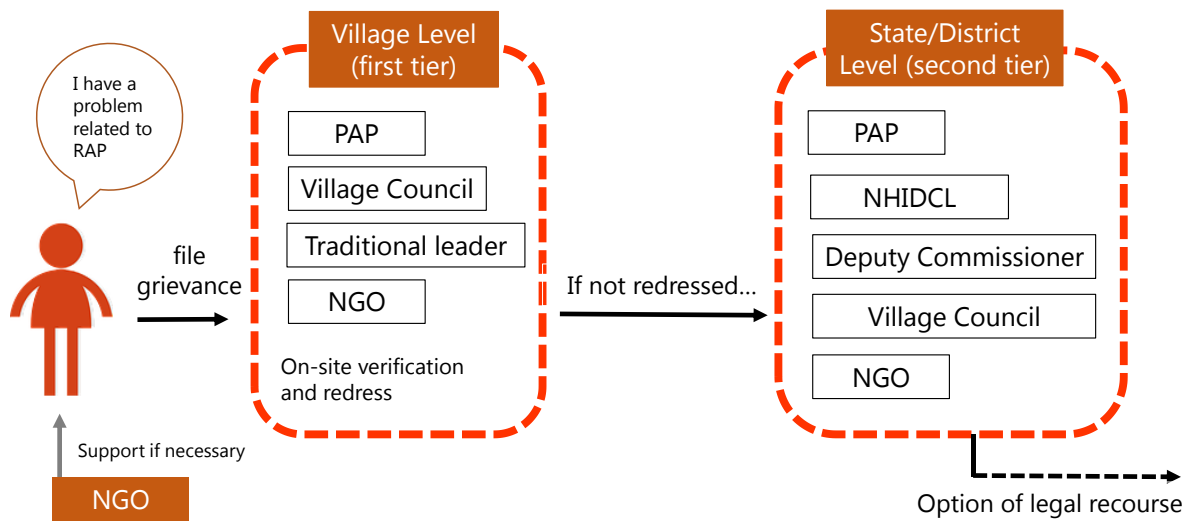 I have a
problem
related to
RAP
file
grievance
Support if necessary
NGO
Village Level
(first tier)
PAP
Village Council
Traditional leader
NGO
On-site verification
and redress
If not redressed...
State/District
Level (second tier)
PAP
NHIDCL
Deputy Commissioner
Village Council
NGO
Option of legal recourse